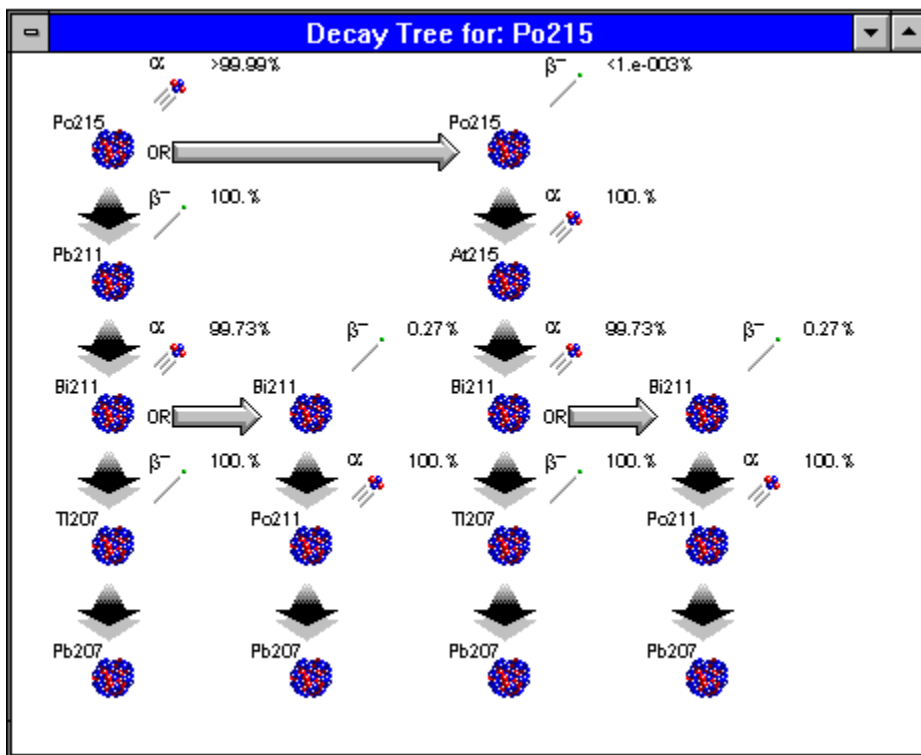 Decay Tree for: Po215
α >99.99% β⁻ <1.e-003%
Po215 OR Po215
β⁻ 100.% α 100.%
Pb211 At215
α 99.73% β⁻ 0.27% α 99.73% β⁻ 0.27%
Bi211 OR Bi211 Bi211 OR Bi211
β⁻ 100.% α 100.% β⁻ 100.% α 100.%
Tl207 Po211 Tl207 Po211
Pb207 Pb207 Pb207 Pb207